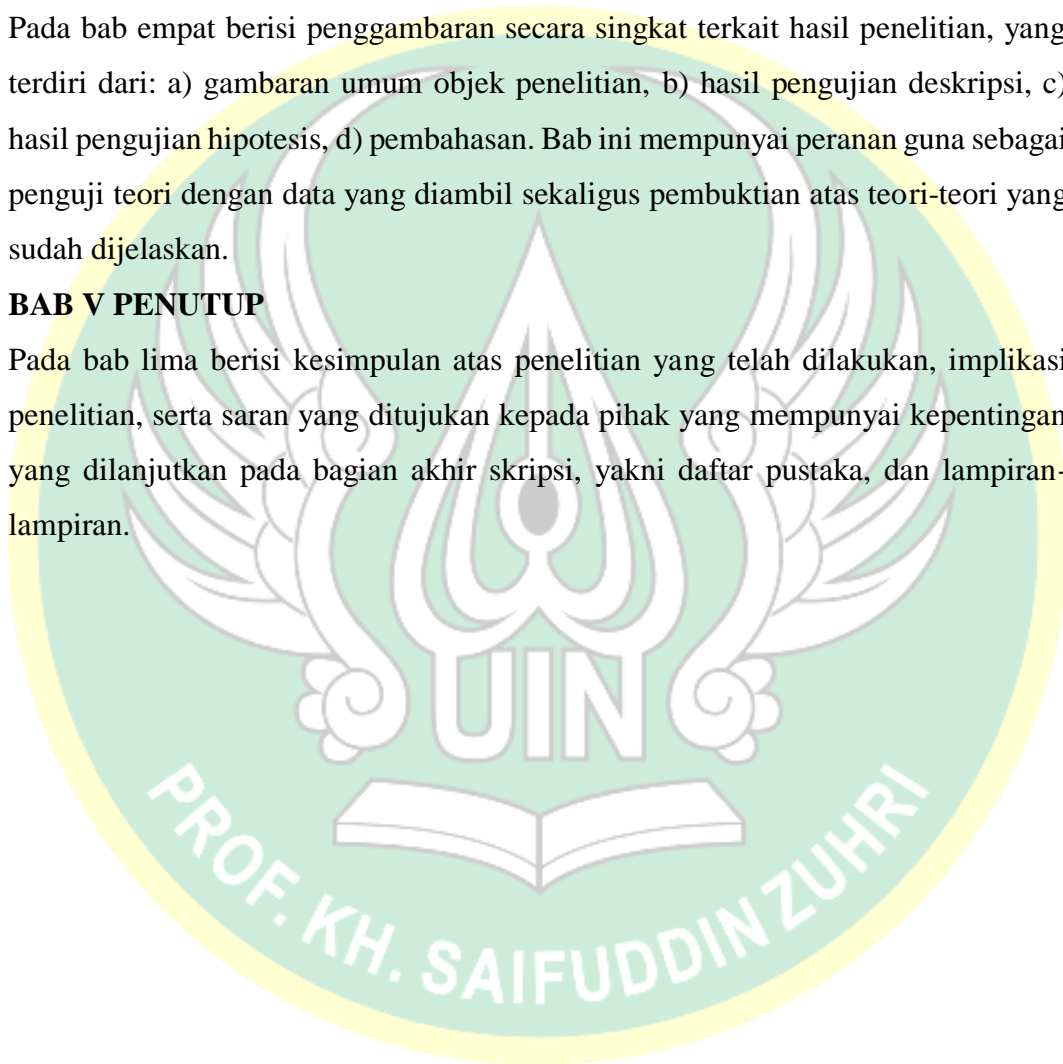 Pada bab empat berisi penggambaran secara singkat terkait hasil penelitian, yang
terdiri dari: a) gambaran umum objek penelitian, b) hasil pengujian deskripsi, c)
hasil pengujian hipotesis, d) pembahasan. Bab ini mempunyai peranan guna sebagai
penguji teori dengan data yang diambil sekaligus pembuktian atas teori-teori yang
sudah dijelaskan.
BAB V PENUTUP
Pada bab lima berisi kesimpulan atas penelitian yang telah dilakukan, implikasi
penelitian, serta saran yang ditujukan kepada pihak yang mempunyai kepentingan
yang dilanjutkan pada bagian akhir skripsi, yakni daftar pustaka, dan lampiran-
lampiran.
UIN
PROF. KH. SAIFUDDIN ZUHRI